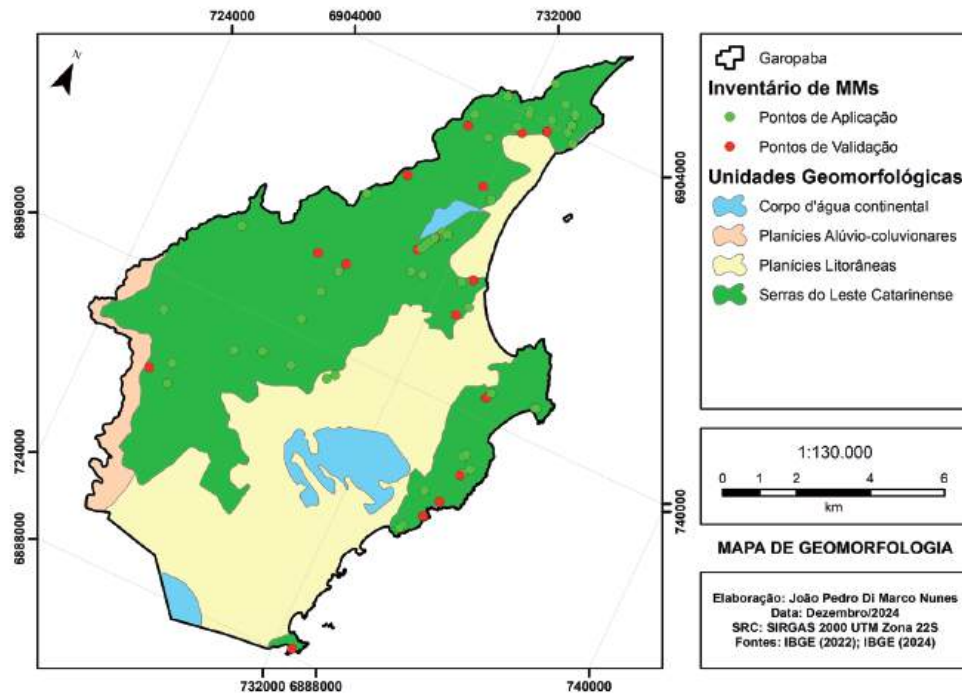 724000
6904000
732000
N
6896000
724000
6888000
6904000
740000
732000
6888000
740000
Garopaba
Inventário de MMs
Pontos de Aplicação
Pontos de Validação
Unidades Geomorfológicas
Corpo d'água continental
Planícies Alúvio-coluvionares
Planícies Litorâneas
Serras do Leste Catarinense
1:130.000
0 1 2 4 6
km
MAPA DE GEOMORFOLOGIA
Elaboração: João Pedro Di Marco Nunes
Data: Dezembro/2024
SRC: SIRGAS 2000 UTM Zona 22S
Fontes: IBGE (2022); IBGE (2024)